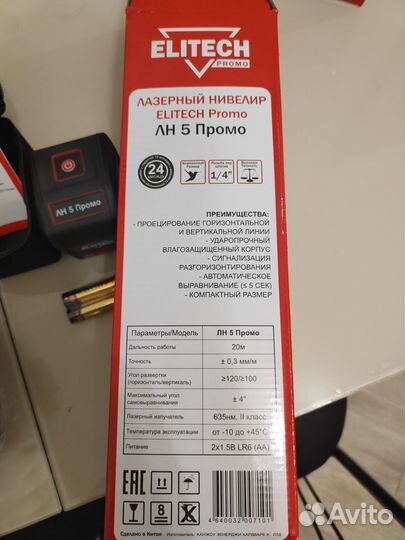 ELITECH
PROMO
ЛАЗЕРНЫЙ НИВЕЛИР
ELITECH Promo
ЛН 5 Промо
24
1/4"
ЛН 5 Промо
ПРЕИМУЩЕСТВА:
- ПРОЕЦИРОВАНИЕ ГОРИЗОНТАЛЬНОЙ
И ВЕРТИКАЛЬНОЙ ЛИНИИ
- УДАРОПРОЧНЫЙ
ВЛАГОЗАЩИЩЕННЫЙ КОРПУС
- СИГНАЛИЗАЦИЯ
РАЗГОРИЗОНТИРОВАНИЯ
- АВТОМАТИЧЕСКОЕ
ВЫРАВНИВАНИЕ (≤ 5 СЕК)
- КОМПАКТНЫЙ РАЗМЕР
Параметры/Модель ЛН 5 Промо
Дальность работы 20м
Точность ± 0,3 мм/м
Угол развертки
(горизонталь/вертикаль) ≥120/≥100
Максимальный угол
самовыравнивания ± 4°
Лазерный излучатель 635нм, II класс
Температура эксплуатации от -10 до +45°C
Питание 2x1.5В LR6 (AA)
EAC
8
4 640032 007101
Сделано в Китае
Avito